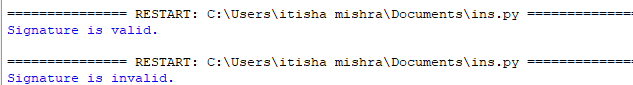 =============== RESTART: C:\Users\itisha mishra\Documents\ins.py ==============
Signature is valid.
=============== RESTART: C:\Users\itisha mishra\Documents\ins.py ==============
Signature is invalid.